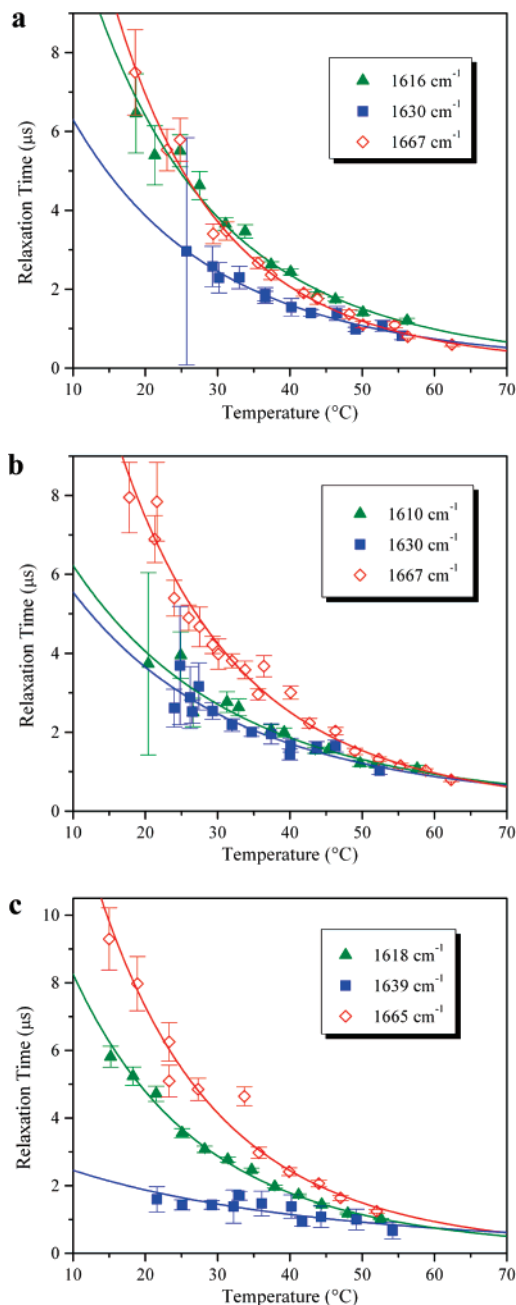 a
8
6
4
2
0
Relaxation Time (μs)
1616 cm⁻¹
1630 cm⁻¹
1667 cm⁻¹
10 20 30 40 50 60 70
Temperature (°C)
b
8
6
4
2
0
Relaxation Time (μs)
1610 cm⁻¹
1630 cm⁻¹
1667 cm⁻¹
10 20 30 40 50 60 70
Temperature (°C)
c
10
8
6
4
2
0
Relaxation Time (μs)
1618 cm⁻¹
1639 cm⁻¹
1665 cm⁻¹
10 20 30 40 50 60 70
Temperature (°C)